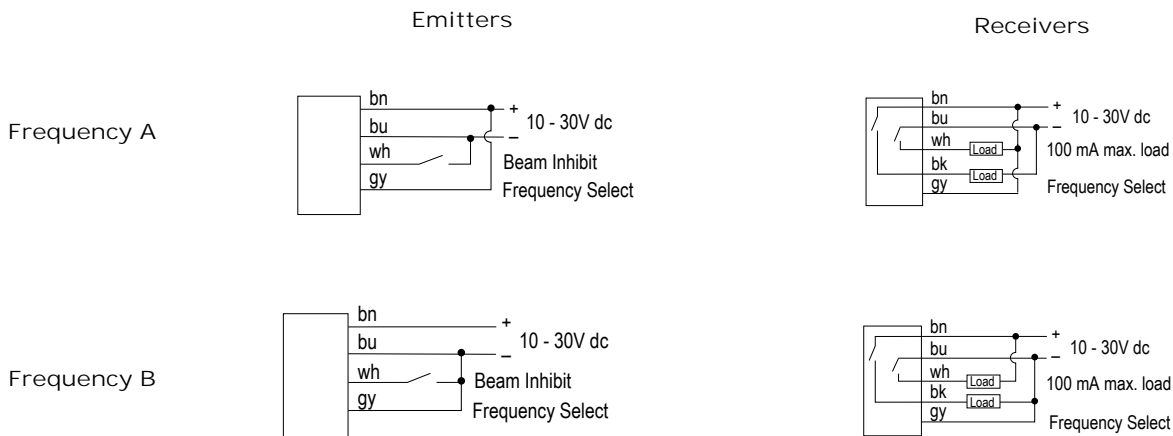 Emitters
Receivers
Frequency A
bn
+
10 - 30V dc
bu
–
wh
Beam Inhibit
gy
Frequency Select
bn
+
10 - 30V dc
bu
–
wh
Load
100 mA max. load
bk
Load
gy
Frequency Select
Frequency B
bn
+
10 - 30V dc
bu
–
wh
Beam Inhibit
gy
Frequency Select
bn
+
10 - 30V dc
bu
–
wh
Load
100 mA max. load
bk
Load
gy
Frequency Select